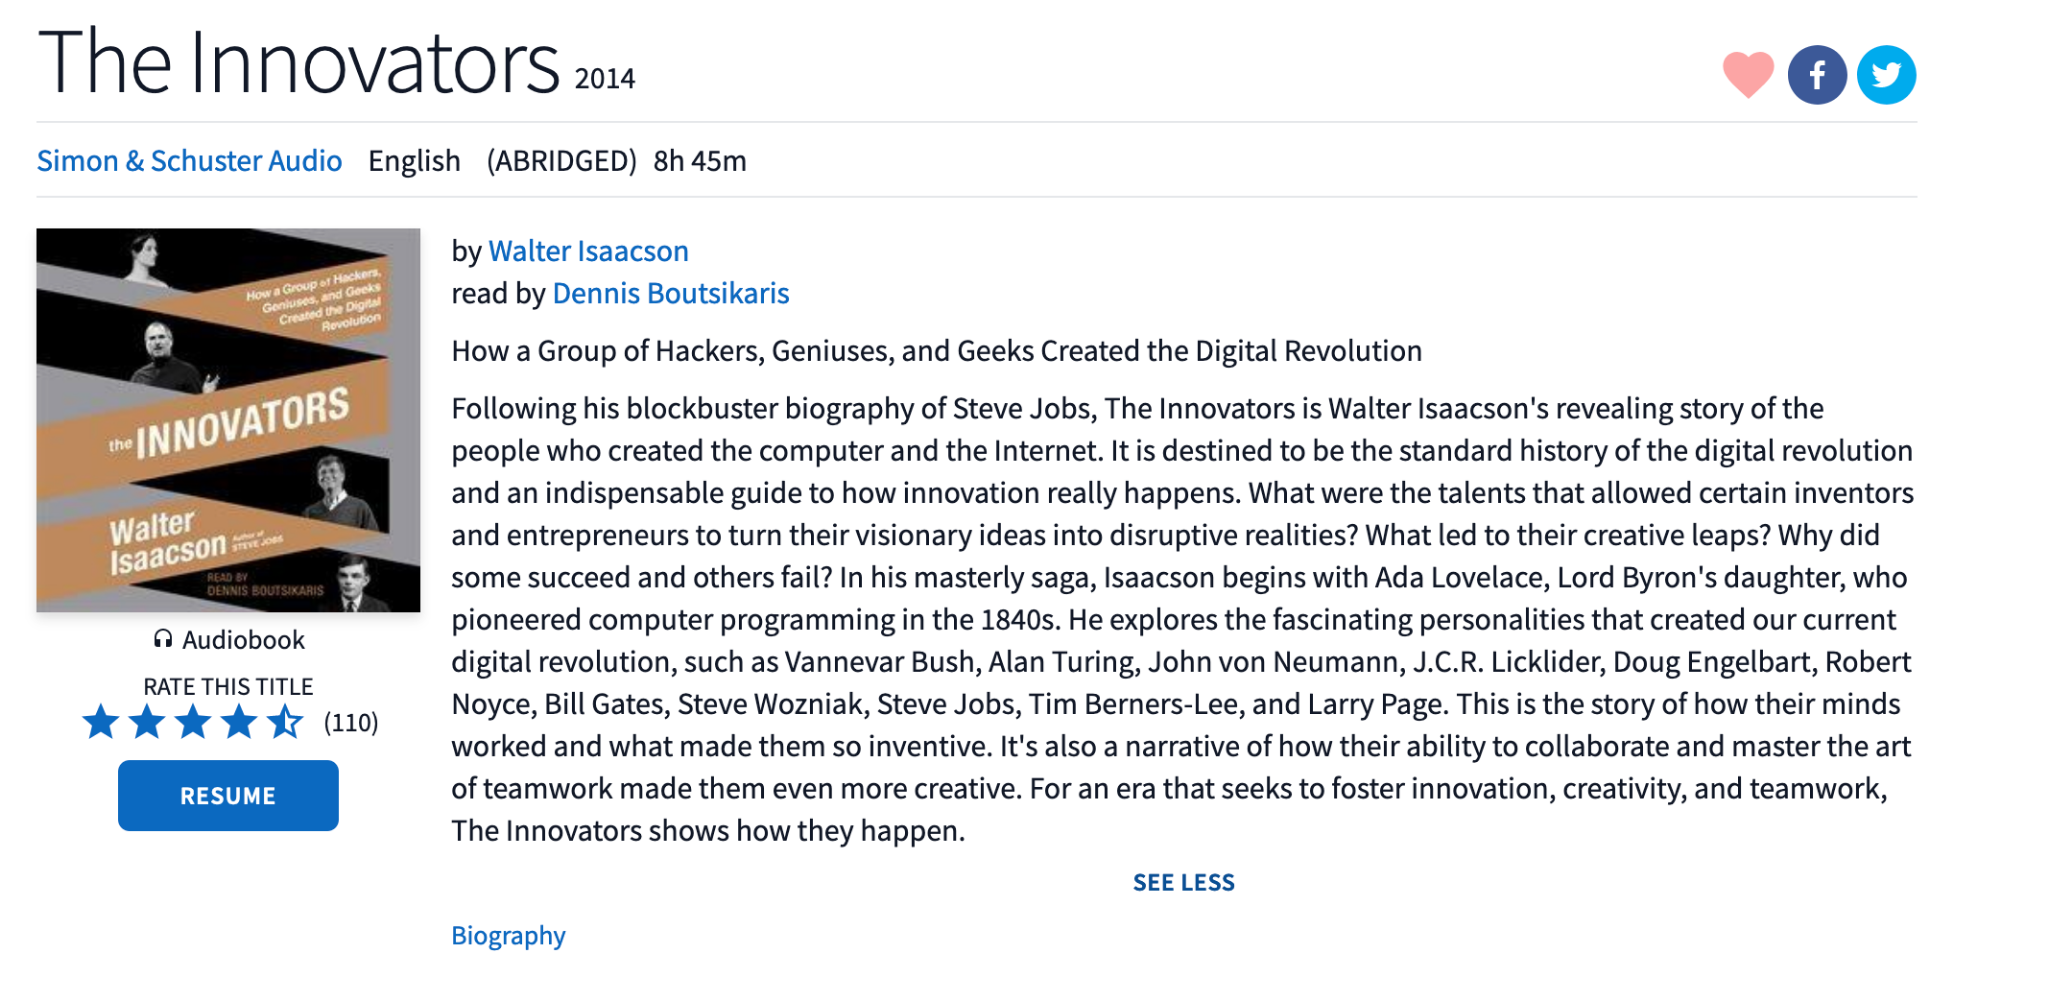 The Innovators 2014
Simon & Schuster Audio English (ABRIDGED) 8h 45m
How a Group of Hackers,
Geniuses, and Geeks
Created the Digital
Revolution
the INNOVATORS
Walter
Isaacson
Author of
STEVE JOBS
READ BY
DENNIS BOUTSIKARIS
Audiobook
RATE THIS TITLE
(110)
RESUME
by Walter Isaacson
read by Dennis Boutsikaris
How a Group of Hackers, Geniuses, and Geeks Created the Digital Revolution
Following his blockbuster biography of Steve Jobs, The Innovators is Walter Isaacson's revealing story of the
people who created the computer and the Internet. It is destined to be the standard history of the digital revolution
and an indispensable guide to how innovation really happens. What were the talents that allowed certain inventors
and entrepreneurs to turn their visionary ideas into disruptive realities? What led to their creative leaps? Why did
some succeed and others fail? In his masterly saga, Isaacson begins with Ada Lovelace, Lord Byron's daughter, who
pioneered computer programming in the 1840s. He explores the fascinating personalities that created our current
digital revolution, such as Vannevar Bush, Alan Turing, John von Neumann, J.C.R. Licklider, Doug Engelbart, Robert
Noyce, Bill Gates, Steve Wozniak, Steve Jobs, Tim Berners-Lee, and Larry Page. This is the story of how their minds
worked and what made them so inventive. It's also a narrative of how their ability to collaborate and master the art
of teamwork made them even more creative. For an era that seeks to foster innovation, creativity, and teamwork,
The Innovators shows how they happen.
SEE LESS
Biography